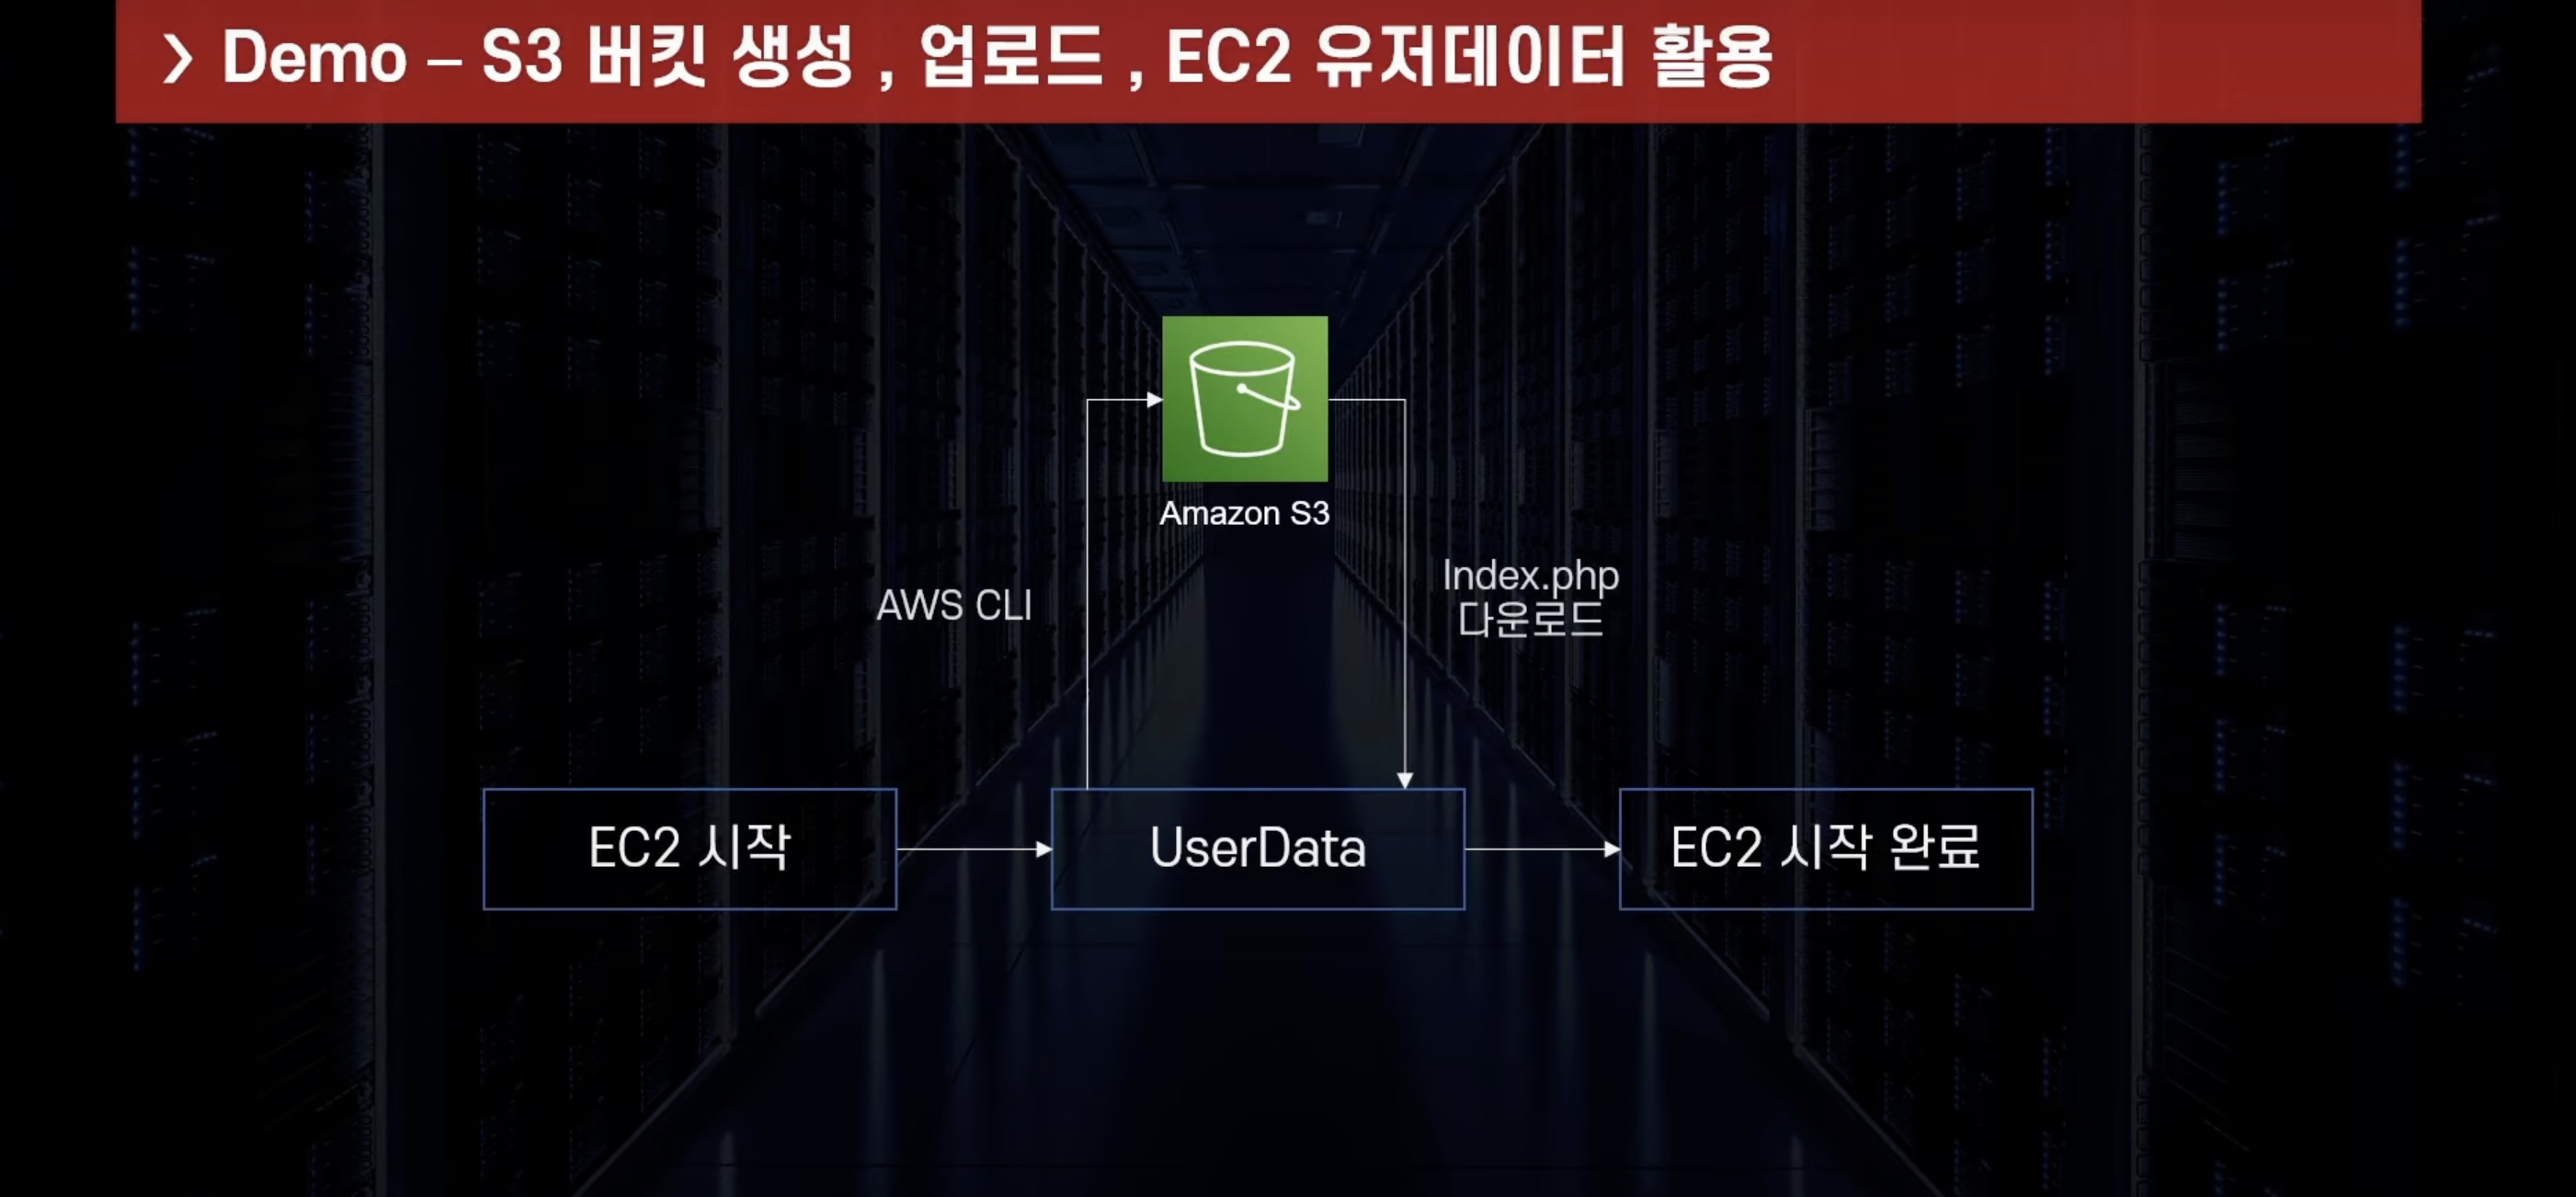 › Demo – S3 버킷 생성 , 업로드 , EC2 유저데이터 활용
Amazon S3
AWS CLI
Index.php
다운로드
EC2 시작
UserData
EC2 시작 완료